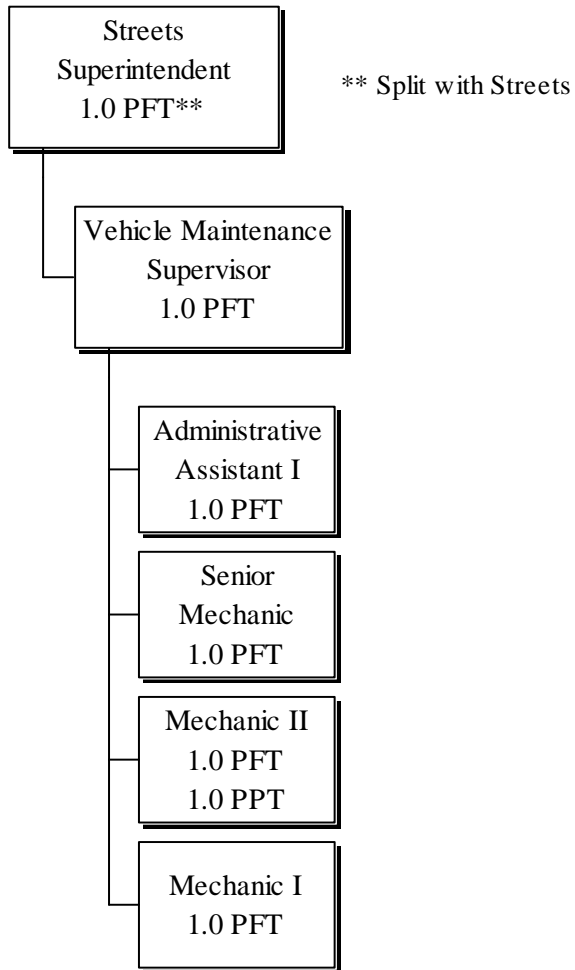 Streets
Superintendent
1.0 PFT**
** Split with Streets
Vehicle Maintenance
Supervisor
1.0 PFT
Administrative
Assistant I
1.0 PFT
Senior
Mechanic
1.0 PFT
Mechanic II
1.0 PFT
1.0 PPT
Mechanic I
1.0 PFT